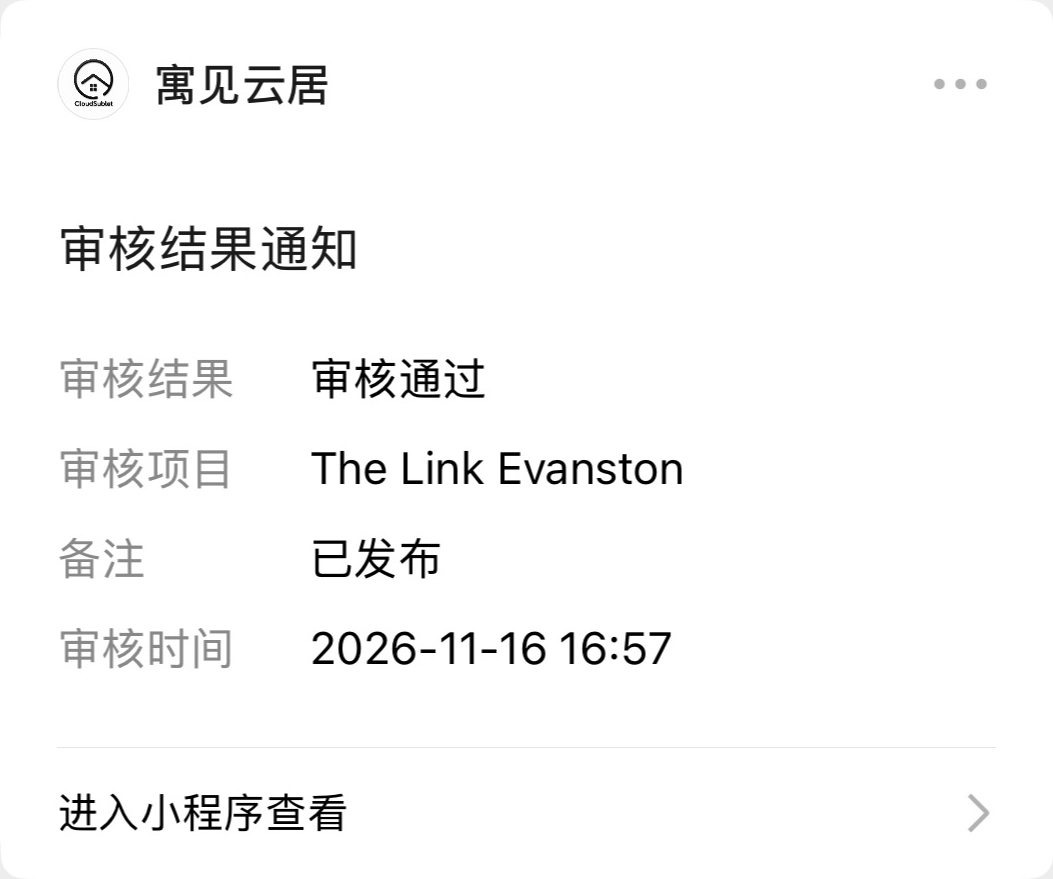 CloudSublet
寓见云居
审核结果通知
审核结果 审核通过
审核项目 The Link Evanston
备注 已发布
审核时间 2026-11-16 16:57
进入小程序查看